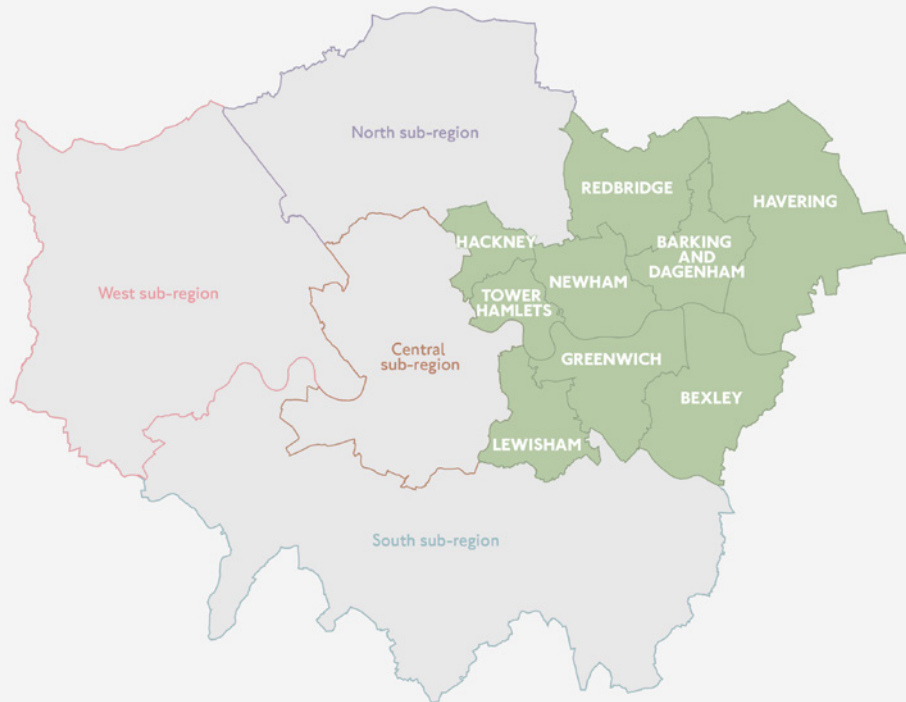 North sub-region
REDBRIDGE
HAVERING
HACKNEY
BARKING
AND
DAGENHAM
West sub-region
NEWHAM
TOWER
HAMLETS
Central
sub-region
GREENWICH
BEXLEY
LEWISHAM
South sub-region